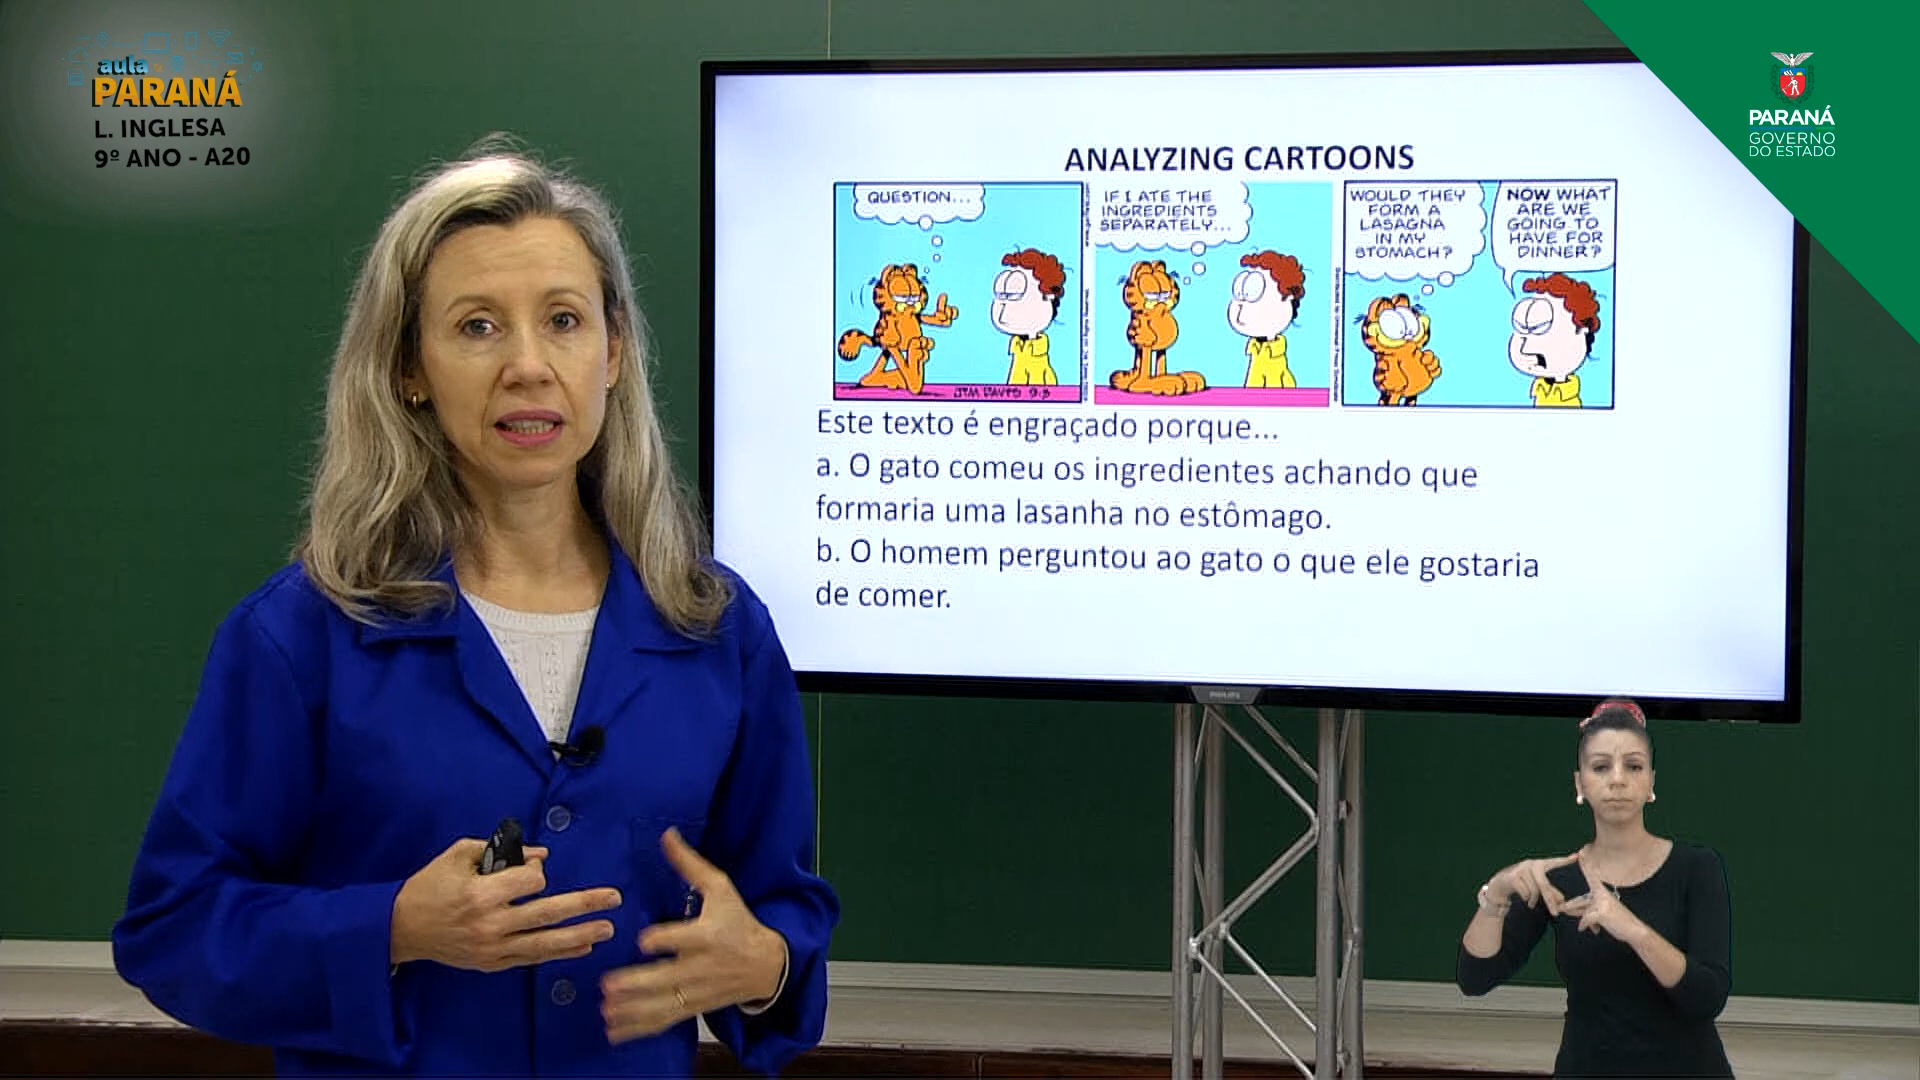 aula
PARANÁ
L. INGLESA
9º ANO - A20
PARANÁ
GOVERNO
DO ESTADO
ANALYZING CARTOONS
QUESTION...
IF I ATE THE
INGREDIENTS
SEPARATELY...
WOULD THEY
FORM A
LASAGNA
IN MY
STOMACH?
NOW WHAT
ARE WE
GOING TO
HAVE FOR
DINNER?
JIM DAVIS 9-3
Este texto é engraçado porque...
a. O gato comeu os ingredientes achando que
formaria uma lasanha no estômago.
b. O homem perguntou ao gato o que ele gostaria
de comer.
PHILIPS